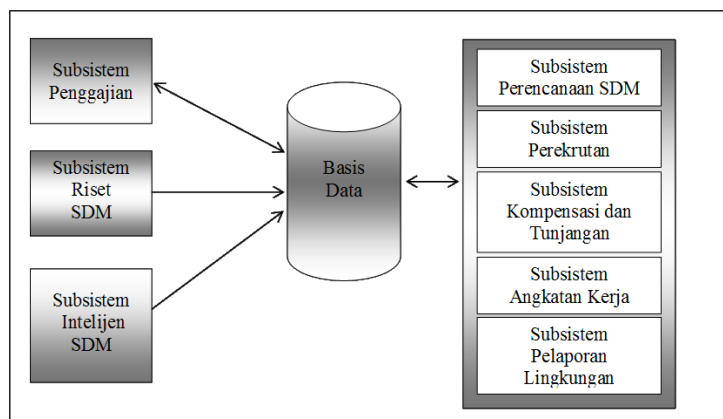 Subsistem
Penggajian
Subsistem
Riset
SDM
Subsistem
Intelijen
SDM
Basis
Data
Subsistem
Perencanaan SDM
Subsistem
Perekrutan
Subsistem
Kompensasi dan
Tunjangan
Subsistem
Angkatan Kerja
Subsistem
Pelaporan
Lingkungan